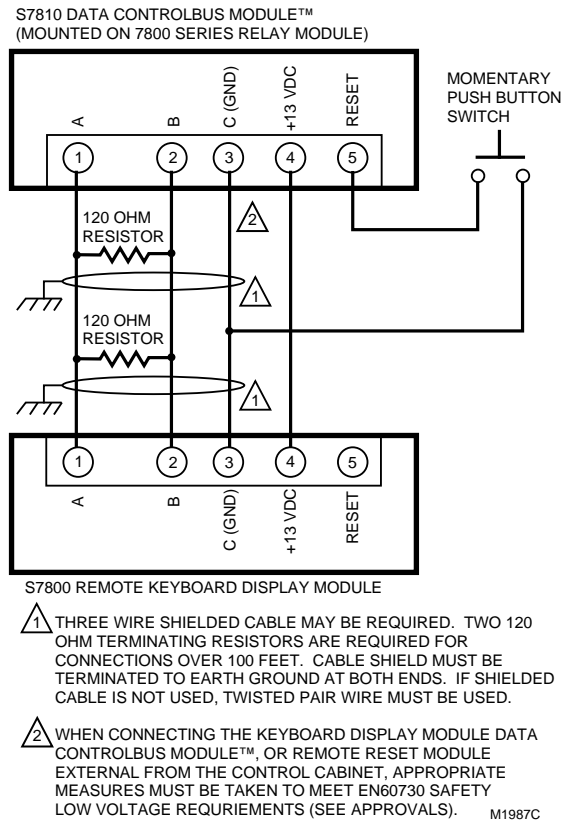 S7810 DATA CONTROLBUS MODULE™
(MOUNTED ON 7800 SERIES RELAY MODULE)
MOMENTARY
PUSH BUTTON
SWITCH
A
B
C (GND)
+13 VDC
RESET
1
2
3
4
5
120 OHM
RESISTOR
2
1
120 OHM
RESISTOR
1
1
2
3
4
5
A
B
C (GND)
+13 VDC
RESET
S7800 REMOTE KEYBOARD DISPLAY MODULE
1 THREE WIRE SHIELDED CABLE MAY BE REQUIRED. TWO 120
OHM TERMINATING RESISTORS ARE REQUIRED FOR
CONNECTIONS OVER 100 FEET. CABLE SHIELD MUST BE
TERMINATED TO EARTH GROUND AT BOTH ENDS. IF SHIELDED
CABLE IS NOT USED, TWISTED PAIR WIRE MUST BE USED.
2 WHEN CONNECTING THE KEYBOARD DISPLAY MODULE DATA
CONTROLBUS MODULE™, OR REMOTE RESET MODULE
EXTERNAL FROM THE CONTROL CABINET, APPROPRIATE
MEASURES MUST BE TAKEN TO MEET EN60730 SAFETY
LOW VOLTAGE REQURIEMENTS (SEE APPROVALS).
M1987C